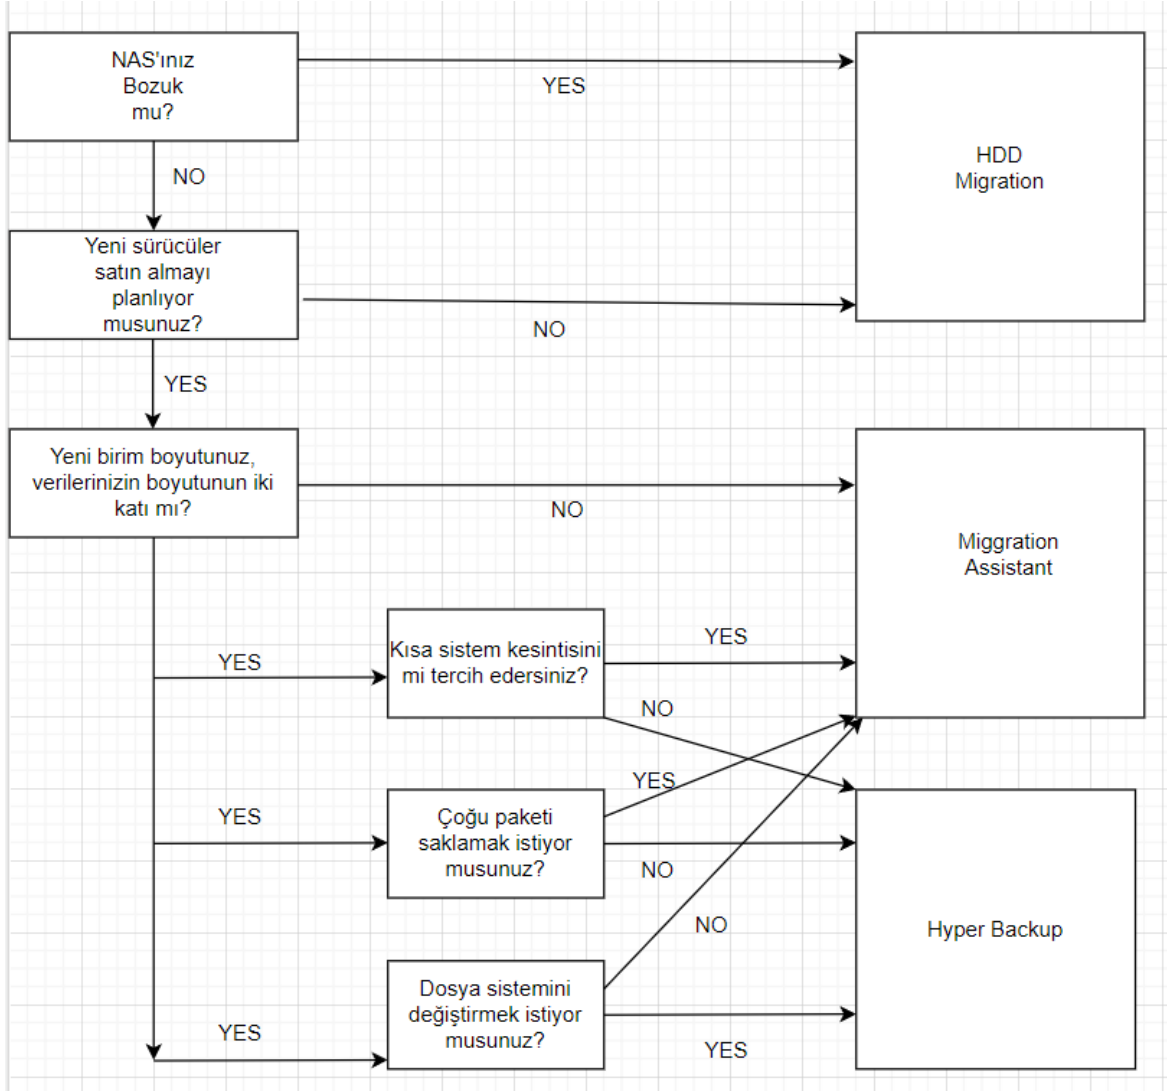 NAS'ınız
Bozuk
mu?
YES
HDD
Migration
NO
Yeni sürücüler
satın almayı
planlıyor
musunuz?
NO
YES
Yeni birim boyutunuz,
verilerinizin boyutunun iki
katı mı?
NO
Miggration
Assistant
YES
Kısa sistem kesintisini
mi tercih edersiniz?
YES
NO
YES
Çoğu paketi
saklamak istiyor
musunuz?
YES
NO
Hyper Backup
YES
Dosya sistemini
değiştirmek istiyor
musunuz?
NO
YES